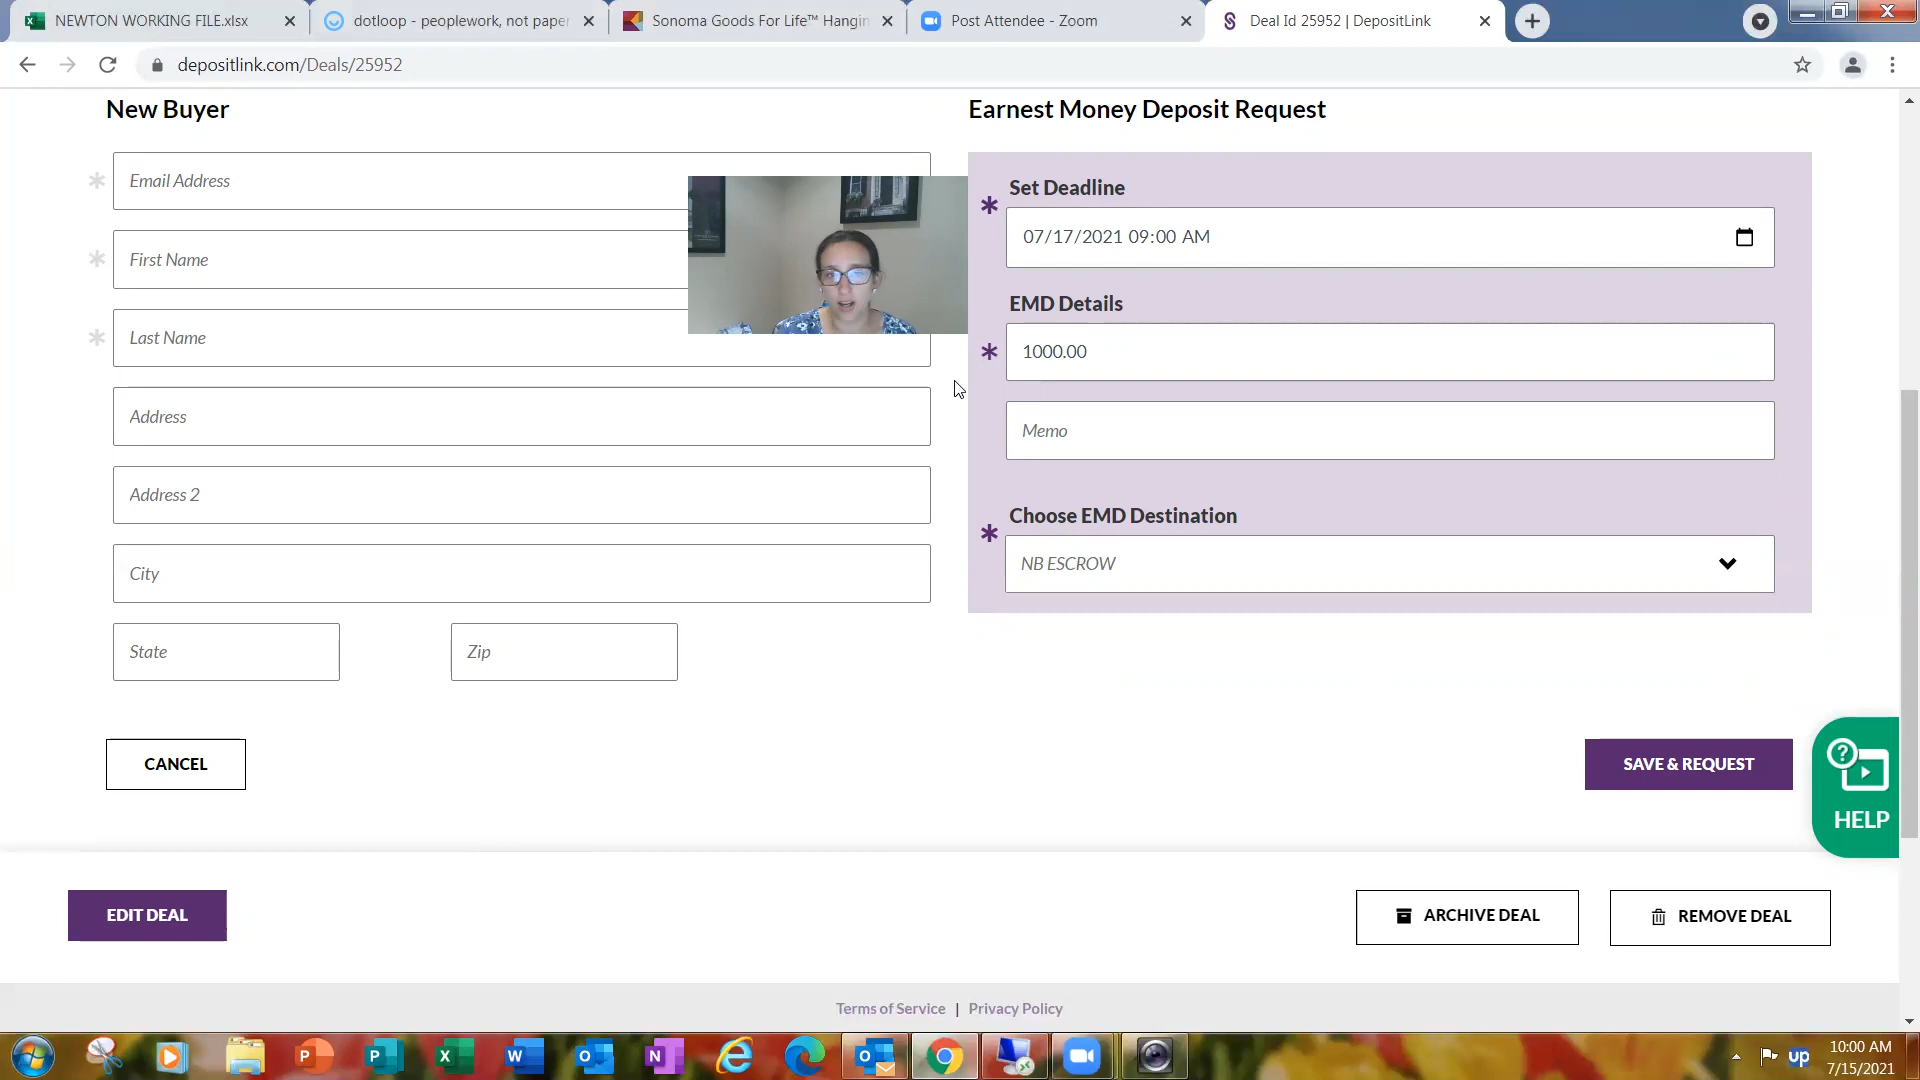 NEWTON WORKING FILE.xlsx
dotloop - peoplework, not paper
Sonoma Goods For Life™ Hangin
Post Attendee - Zoom
Deal Id 25952 | DepositLink
depositlink.com/Deals/25952
New Buyer
Email Address
First Name
Last Name
Address
Address 2
City
State
Zip
Earnest Money Deposit Request
Set Deadline
07/17/2021 09:00 AM
EMD Details
1000.00
Memo
Choose EMD Destination
NB ESCROW
CANCEL
SAVE & REQUEST
HELP
EDIT DEAL
ARCHIVE DEAL
REMOVE DEAL
Terms of Service | Privacy Policy
up
10:00 AM
7/15/2021